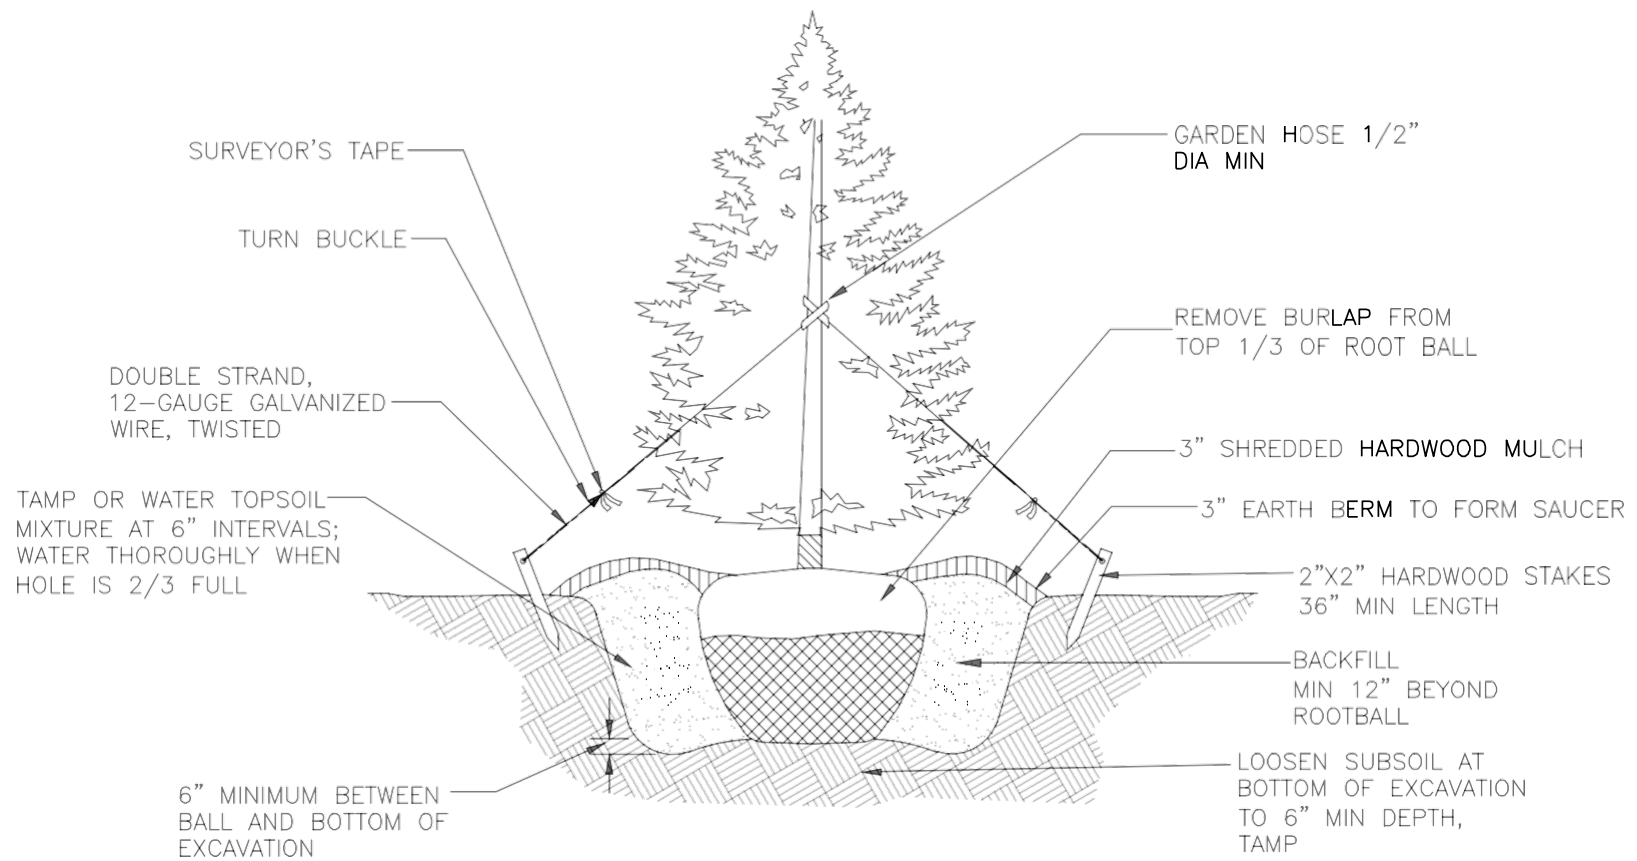 SURVEYOR'S TAPE
TURN BUCKLE
DOUBLE STRAND,
12-GAUGE GALVANIZED
WIRE, TWISTED
TAMP OR WATER TOPSOIL
MIXTURE AT 6" INTERVALS;
WATER THOROUGHLY WHEN
HOLE IS 2/3 FULL
6" MINIMUM BETWEEN
BALL AND BOTTOM OF
EXCAVATION
GARDEN HOSE 1/2"
DIA MIN
REMOVE BURLAP FROM
TOP 1/3 OF ROOT BALL
3" SHREDDED HARDWOOD MULCH
3" EARTH BERM TO FORM SAUCER
2"X2" HARDWOOD STAKES
36" MIN LENGTH
BACKFILL
MIN 12" BEYOND
ROOTBALL
LOOSEN SUBSOIL AT
BOTTOM OF EXCAVATION
TO 6" MIN DEPTH,
TAMP